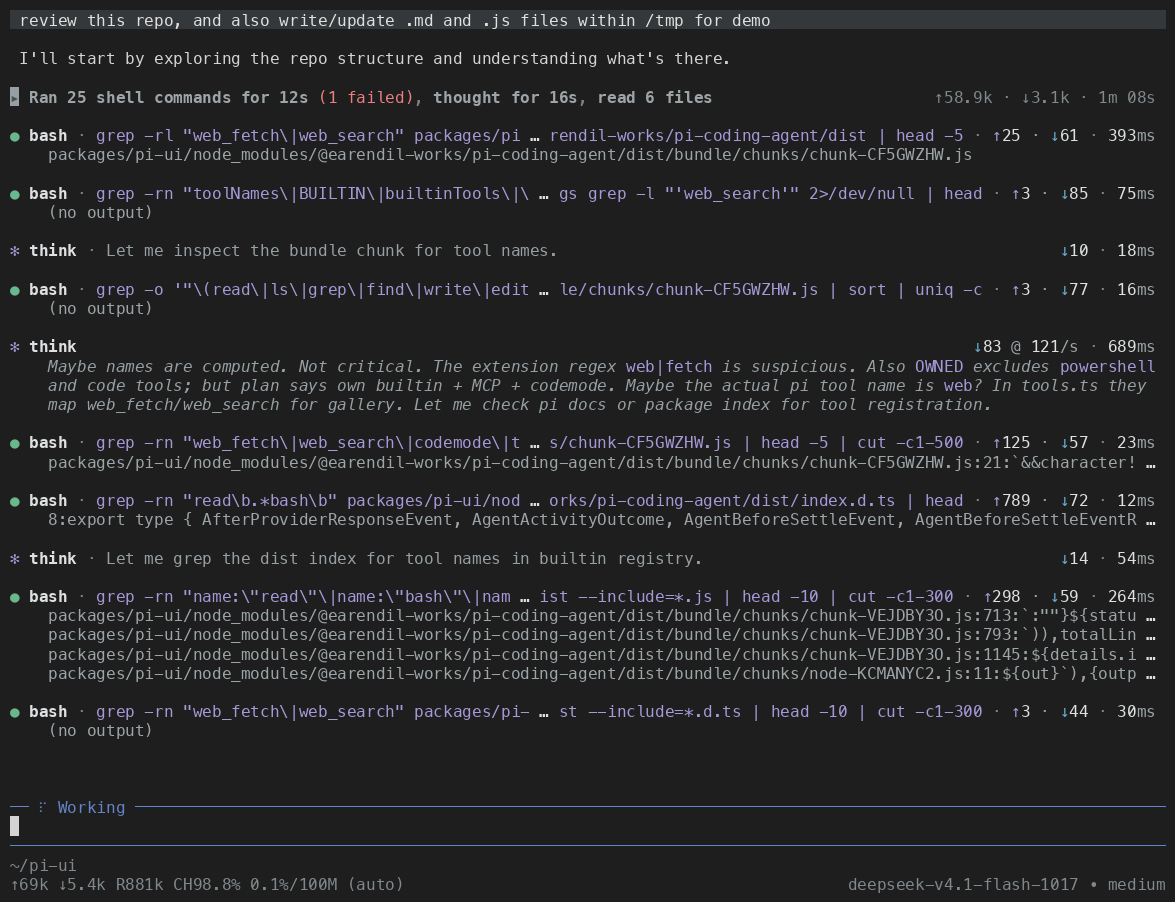 review this repo, and also write/update .md and .js files within /tmp for demo
I'll start by exploring the repo structure and understanding what's there.
▸ Ran 25 shell commands for 12s (1 failed), thought for 16s, read 6 files ↑58.9k · ↓3.1k · 1m 08s
● bash · grep -rl "web_fetch\|web_search" packages/pi … rendil-works/pi-coding-agent/dist | head -5 · ↑25 · ↓61 · 393ms
packages/pi-ui/node_modules/@earendil-works/pi-coding-agent/dist/bundle/chunks/chunk-CF5GWZHW.js
● bash · grep -rn "toolNames\|BUILTIN\|builtinTools\|\ … gs grep -l "'web_search'" 2>/dev/null | head · ↑3 · ↓85 · 75ms
(no output)
✻ think · Let me inspect the bundle chunk for tool names. ↓10 · 18ms
● bash · grep -o '"\(read\|ls\|grep\|find\|write\|edit … le/chunks/chunk-CF5GWZHW.js | sort | uniq -c · ↑3 · ↓77 · 16ms
(no output)
✻ think ↓83 @ 121/s · 689ms
Maybe names are computed. Not critical. The extension regex web|fetch is suspicious. Also OWNED excludes powershell
and code tools; but plan says own builtin + MCP + codemode. Maybe the actual pi tool name is web? In tools.ts they
map web_fetch/web_search for gallery. Let me check pi docs or package index for tool registration.
● bash · grep -rn "web_fetch\|web_search\|codemode\|t … s/chunk-CF5GWZHW.js | head -5 | cut -c1-500 · ↑125 · ↓57 · 23ms
packages/pi-ui/node_modules/@earendil-works/pi-coding-agent/dist/bundle/chunks/chunk-CF5GWZHW.js:21:`&&character! …
● bash · grep -rn "read\b.*bash\b" packages/pi-ui/nod … orks/pi-coding-agent/dist/index.d.ts | head · ↑789 · ↓72 · 12ms
8:export type { AfterProviderResponseEvent, AgentActivityOutcome, AgentBeforeSettleEvent, AgentBeforeSettleEventR …
✻ think · Let me grep the dist index for tool names in builtin registry. ↓14 · 54ms
● bash · grep -rn "name:\"read\"\|name:\"bash\"\|nam … ist --include=*.js | head -10 | cut -c1-300 · ↑298 · ↓59 · 264ms
packages/pi-ui/node_modules/@earendil-works/pi-coding-agent/dist/bundle/chunks/chunk-VEJDBY3O.js:713:`:""}${statu …
packages/pi-ui/node_modules/@earendil-works/pi-coding-agent/dist/bundle/chunks/chunk-VEJDBY3O.js:793:`)),totalLin …
packages/pi-ui/node_modules/@earendil-works/pi-coding-agent/dist/bundle/chunks/chunk-VEJDBY3O.js:1145:${details.i …
packages/pi-ui/node_modules/@earendil-works/pi-coding-agent/dist/bundle/chunks/node-KCMANYC2.js:11:${out}`),{outp …
● bash · grep -rn "web_fetch\|web_search" packages/pi- … st --include=*.d.ts | head -10 | cut -c1-300 · ↑3 · ↓44 · 30ms
(no output)
Working
~/pi-ui
↑69k ↓5.4k R881k CH98.8% 0.1%/100M (auto) deepseek-v4.1-flash-1017 • medium